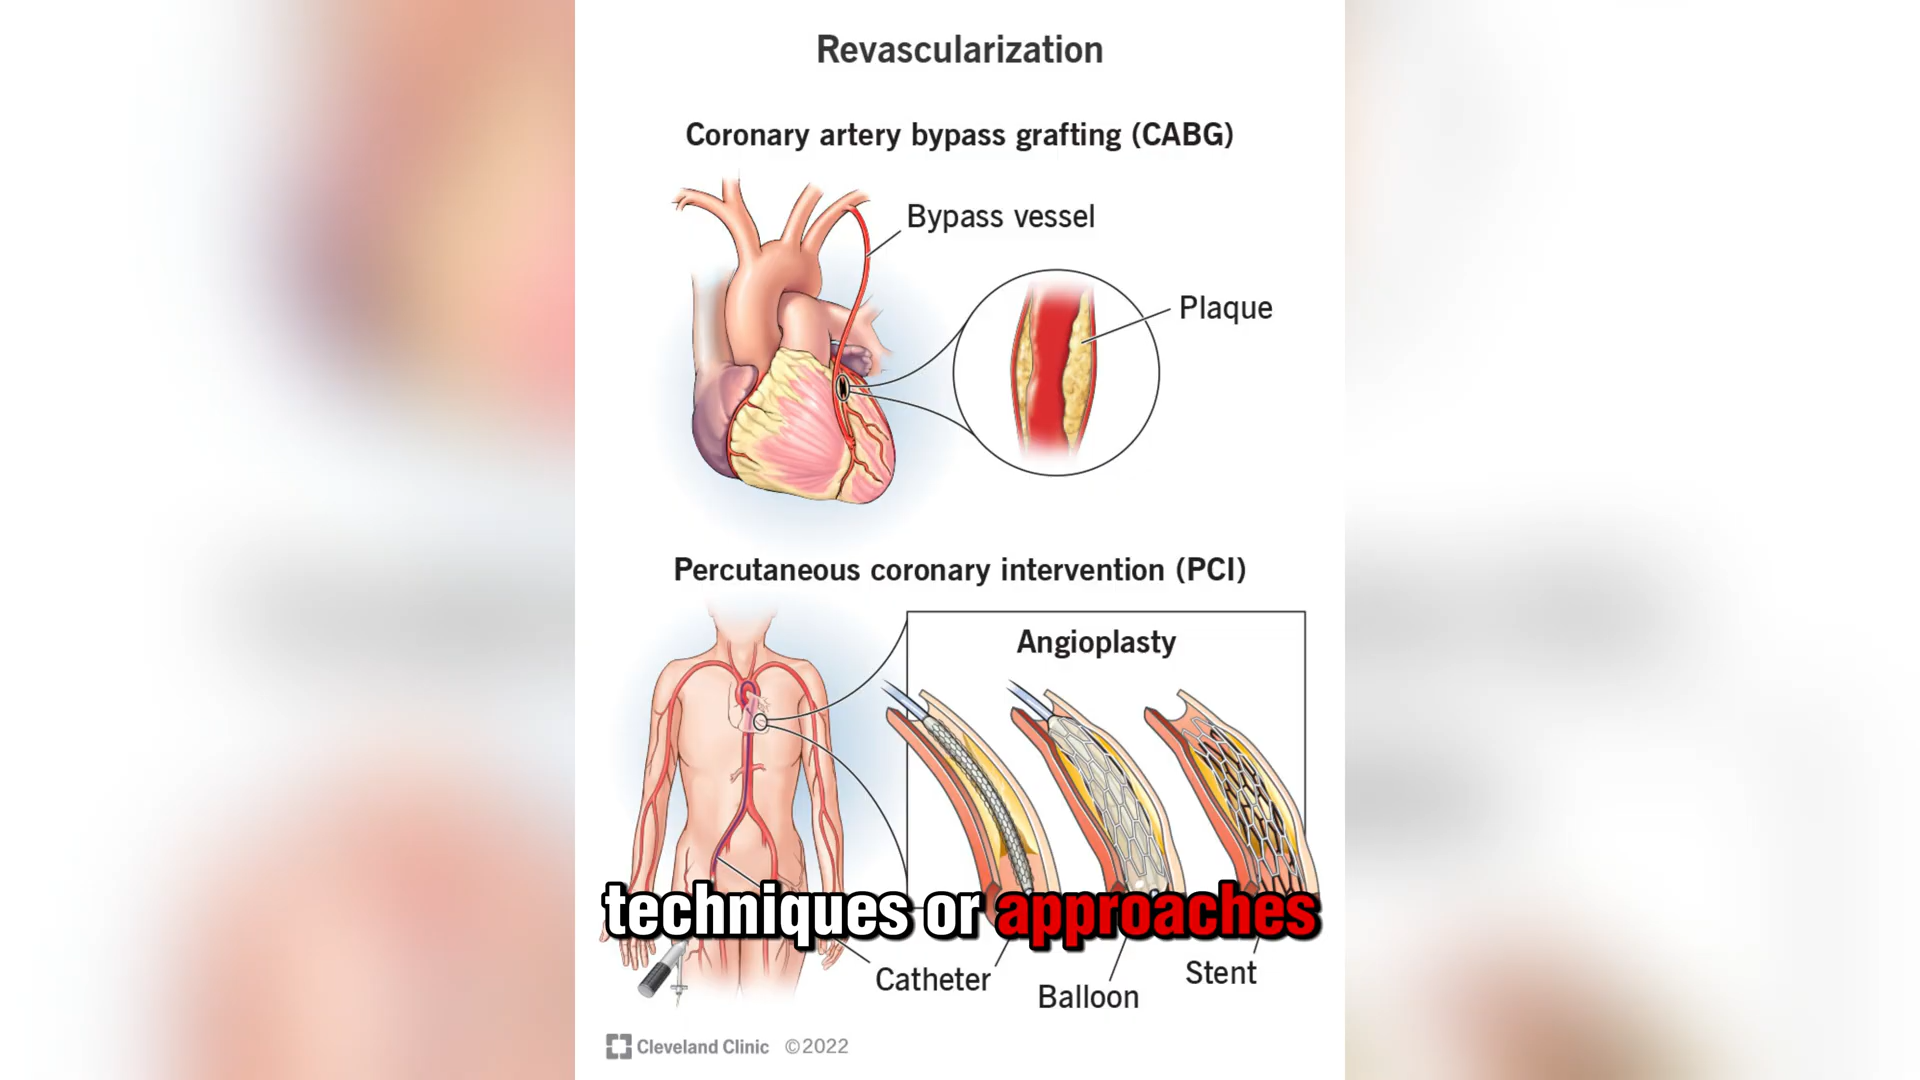 Revascularization
Coronary artery bypass grafting (CABG)
Bypass vessel
Plaque
Percutaneous coronary intervention (PCI)
Angioplasty
techniques or approaches
Catheter
Balloon
Stent
Cleveland Clinic ©2022